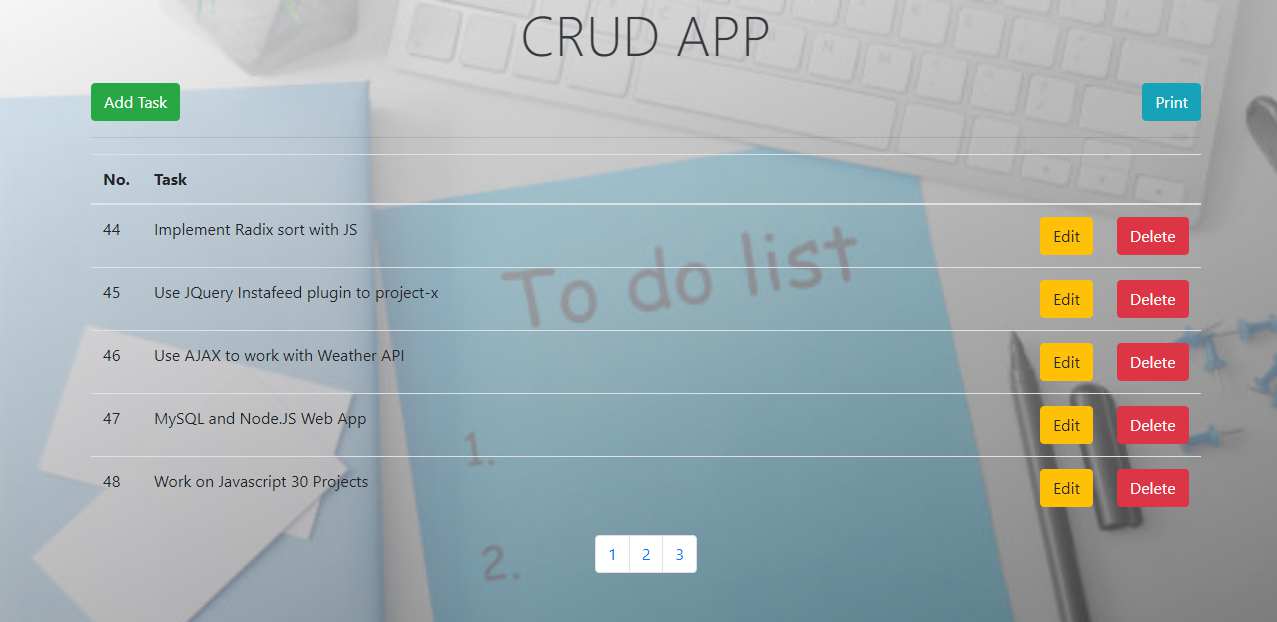 CRUD APP
Add Task Print
No. Task
44 Implement Radix sort with JS Edit Delete
45 Use JQuery Instafeed plugin to project-x Edit Delete
46 Use AJAX to work with Weather API Edit Delete
47 MySQL and Node.JS Web App Edit Delete
48 Work on Javascript 30 Projects Edit Delete
To do list
1.
2.
1 2 3